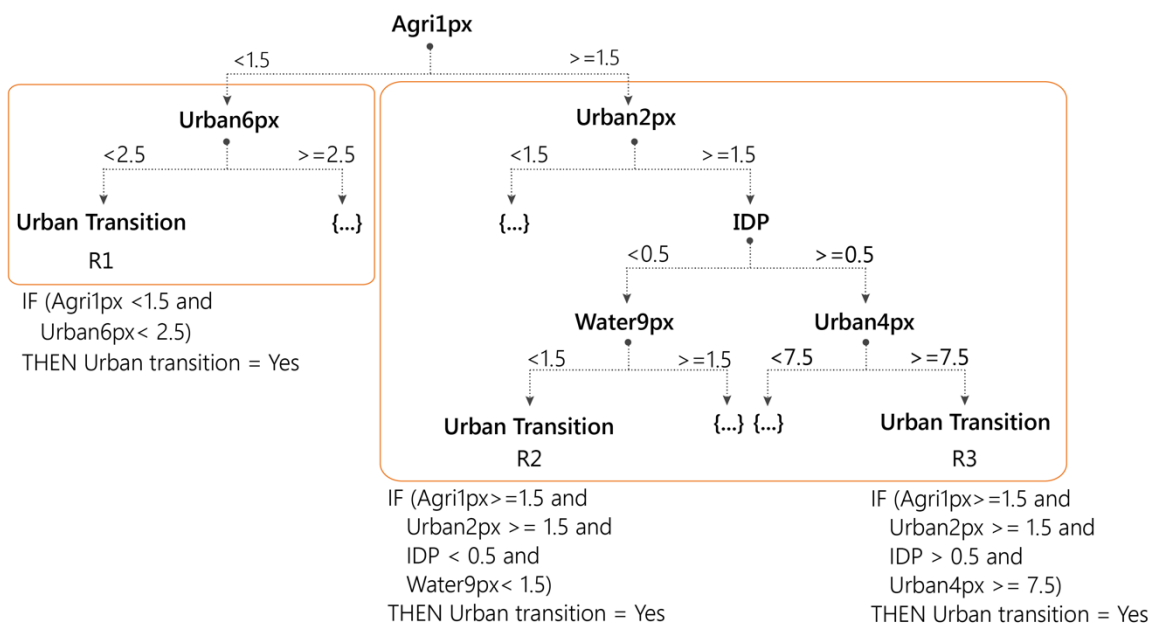 Agri1px
<1.5
>=1.5
Urban6px
Urban2px
<2.5
>=2.5
<1.5
>=1.5
Urban Transition
{...}
{...}
IDP
R1
<0.5
>=0.5
IF (Agri1px <1.5 and
Urban6px< 2.5)
THEN Urban transition = Yes
Water9px
Urban4px
<1.5
>=1.5
<7.5
>=7.5
Urban Transition
{...}
{...}
Urban Transition
R2
R3
IF (Agri1px>=1.5 and
Urban2px >= 1.5 and
IDP < 0.5 and
Water9px< 1.5)
THEN Urban transition = Yes
IF (Agri1px>=1.5 and
Urban2px >= 1.5 and
IDP > 0.5 and
Urban4px >= 7.5)
THEN Urban transition = Yes